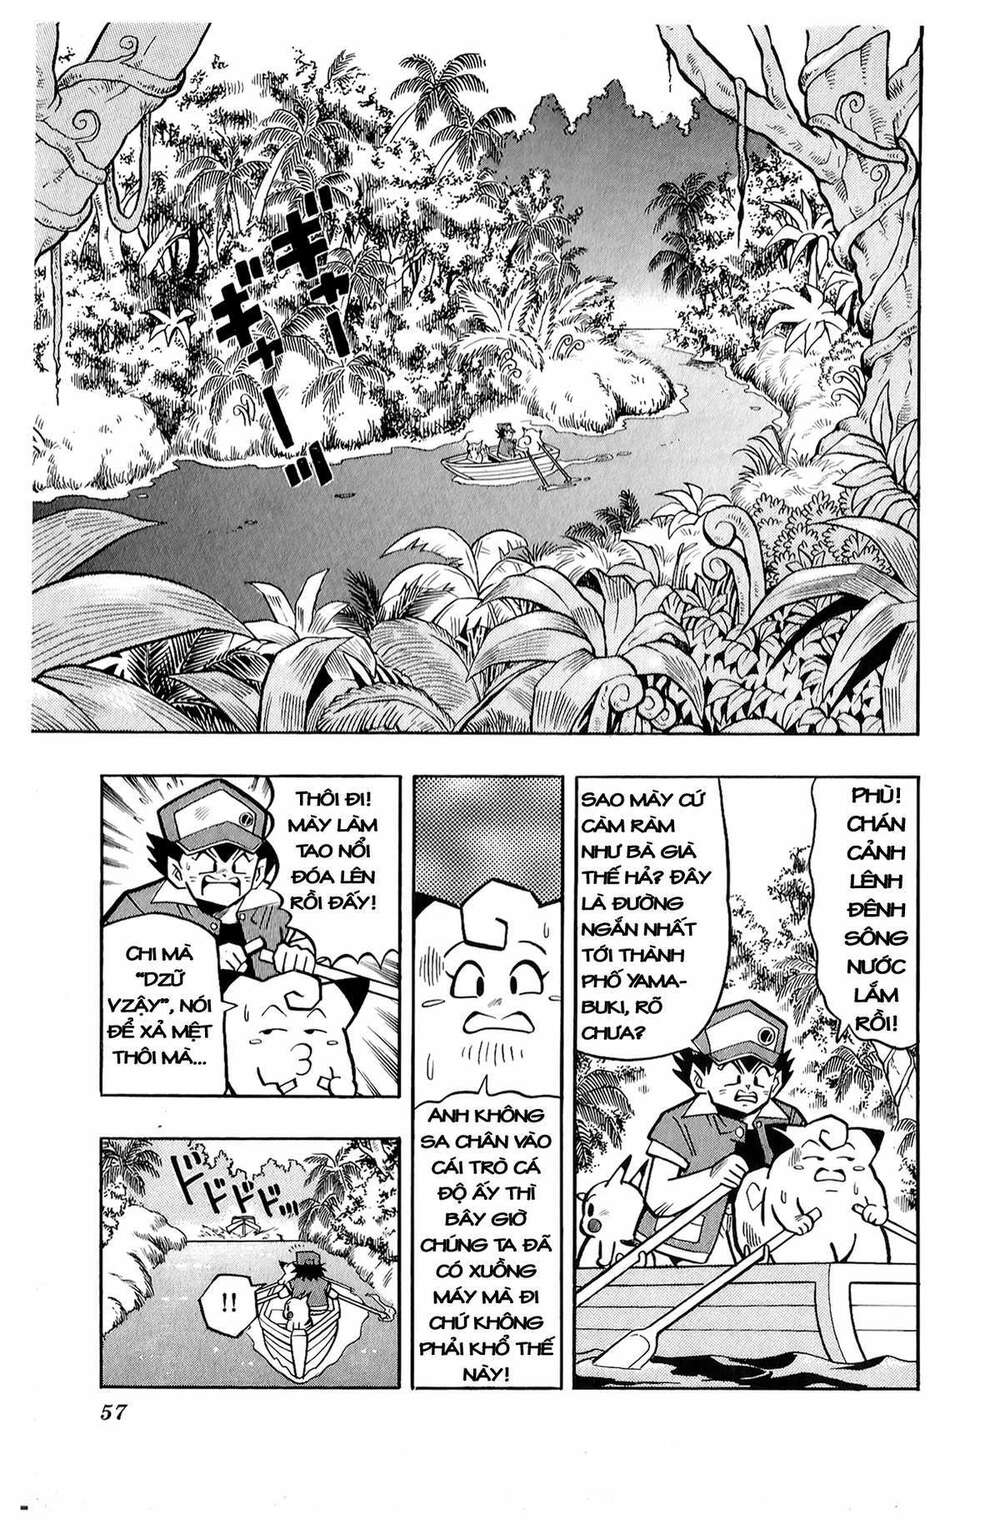 ギャー
ギャーッ
PHÙ!
CHÁN
CẢNH
LÊNH
ĐÊNH
SÔNG
NƯỚC
LẮM
RỒI!
SAO MÀY CỨ
CÀM RÀM
NHƯ BÀ GIÀ
THẾ HẢ? ĐÂY
LÀ ĐƯỜNG
NGẮN NHẤT
TỚI THÀNH
PHỐ YAMA-
BUKI, RÕ
CHƯA?
ANH KHÔNG
SA CHÂN VÀO
CÁI TRÒ CÁ
ĐỘ ẤY THÌ
BÂY GIỜ
CHÚNG TA ĐÃ
CÓ XUỒNG
MÁY MÀ ĐI
CHỨ KHÔNG
PHẢI KHỔ THẾ
NÀY!
THÔI ĐI!
MÀY LÀM
TAO NỔI
ĐÓA LÊN
RỒI ĐẤY!
CHI MÀ
"DZỮ
VZẬY", NÓI
ĐỂ XẢ MỆT
THÔI MÀ...
ドドドド...
!!
57